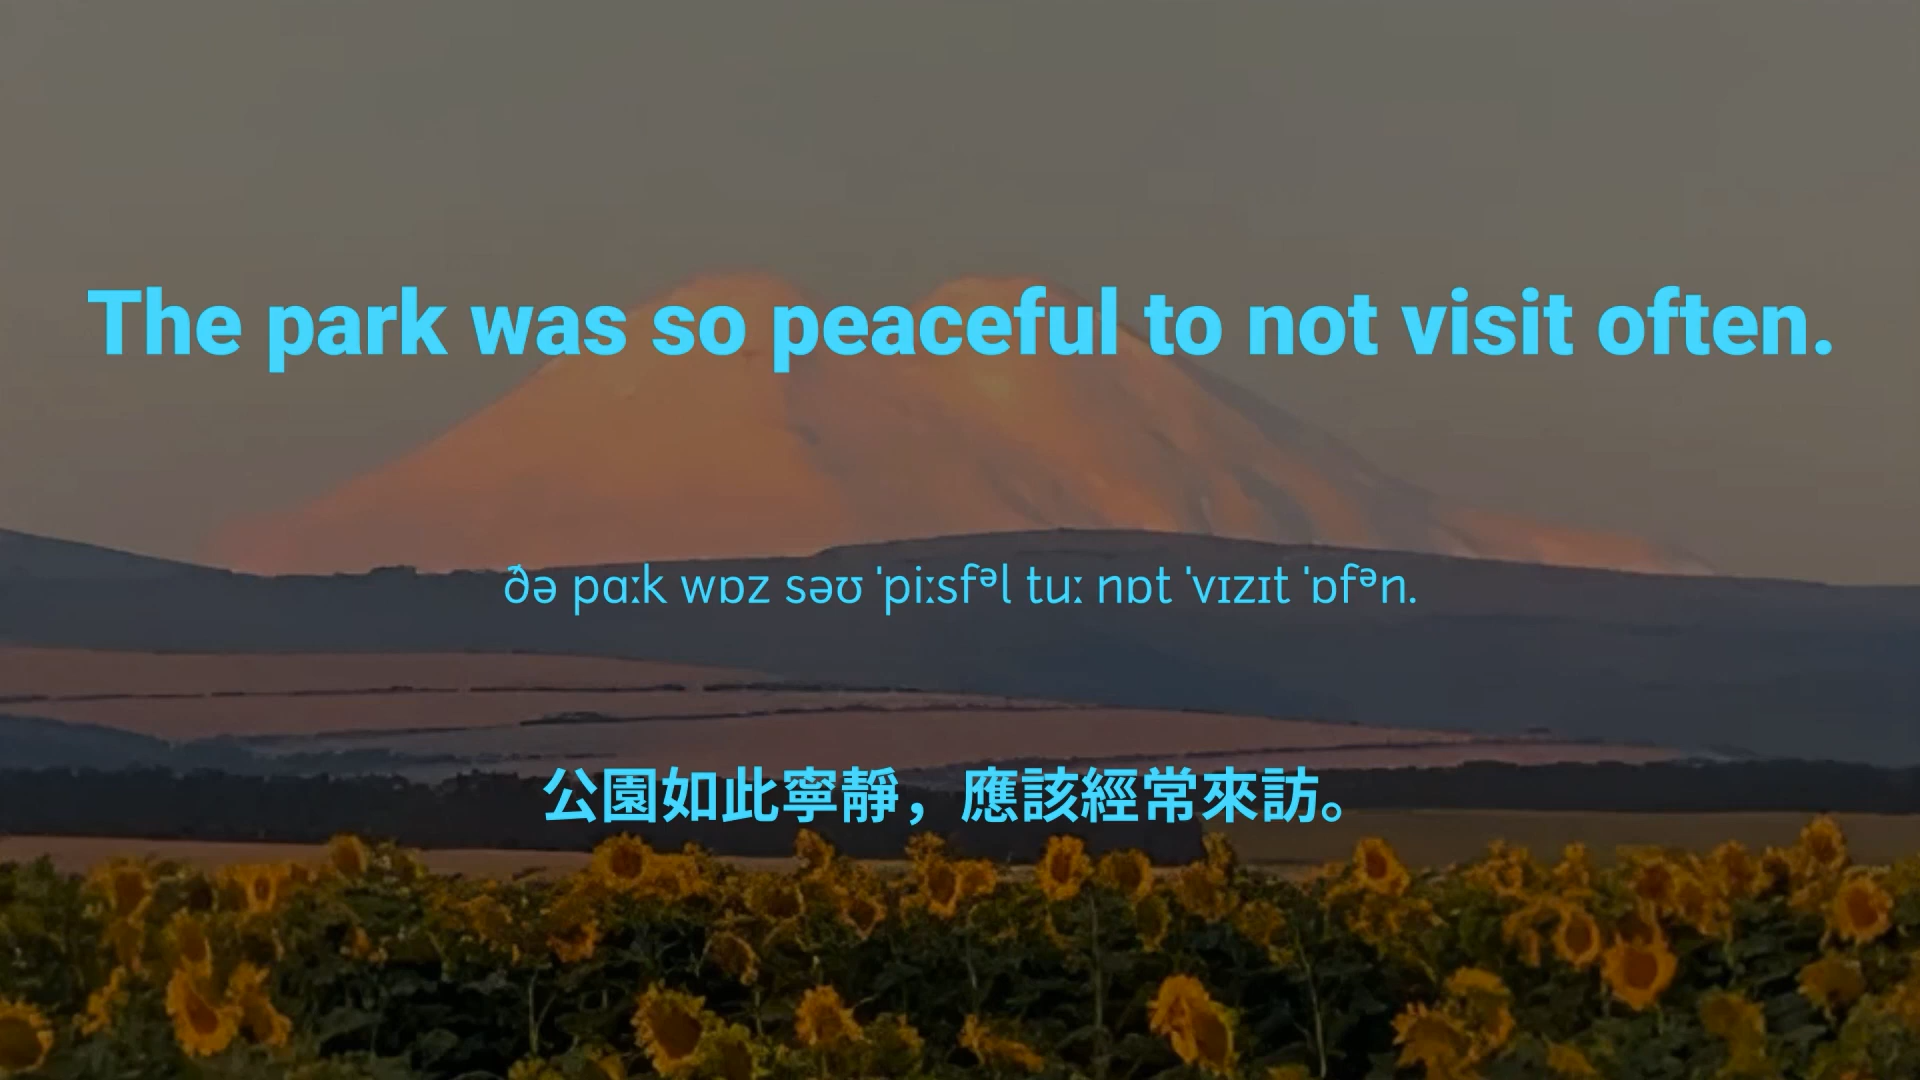 The park was so peaceful to not visit often.
ðə pɑːk wɒz səʊ ˈpiːsfᵊl tuː nɒt ˈvɪzɪt ˈɒfᵊn.
公園如此寧靜，應該經常來訪。